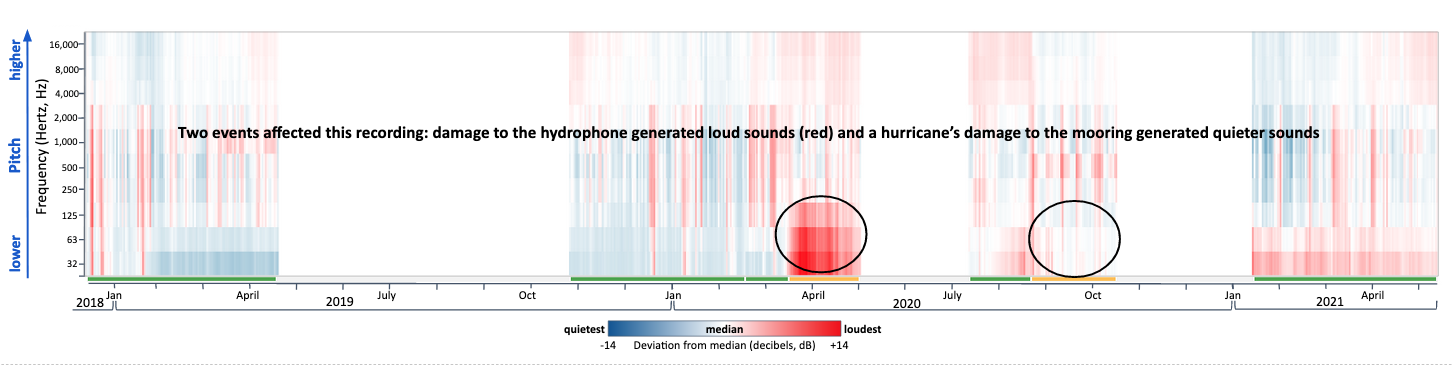 higher
Pitch
lower
Frequency (Hertz, Hz)
16,000
8,000
4,000
2,000
1,000
500
250
125
63
32
Two events affected this recording: damage to the hydrophone generated loud sounds (red) and a hurricane's damage to the mooring generated quieter sounds
Jan April July Oct Jan April July Oct Jan April
2018 2019 2020 2021
quietest median loudest
-14 Deviation from median (decibels, dB) +14